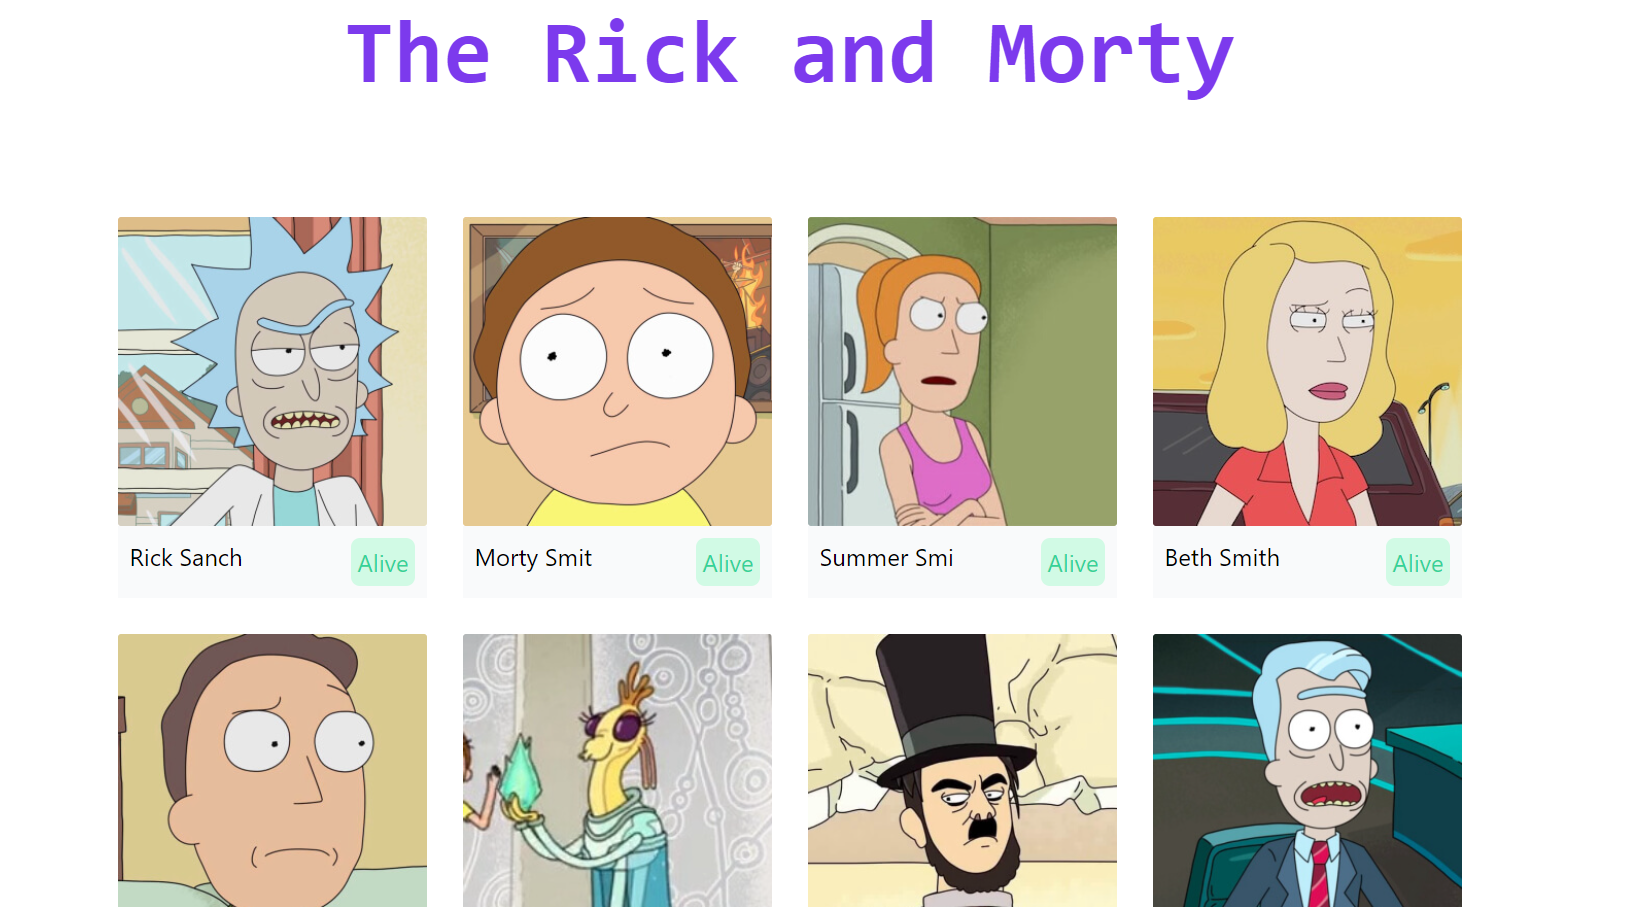 The Rick and Morty
Rick Sanch
Alive
Morty Smit
Alive
Summer Smi
Alive
Beth Smith
Alive